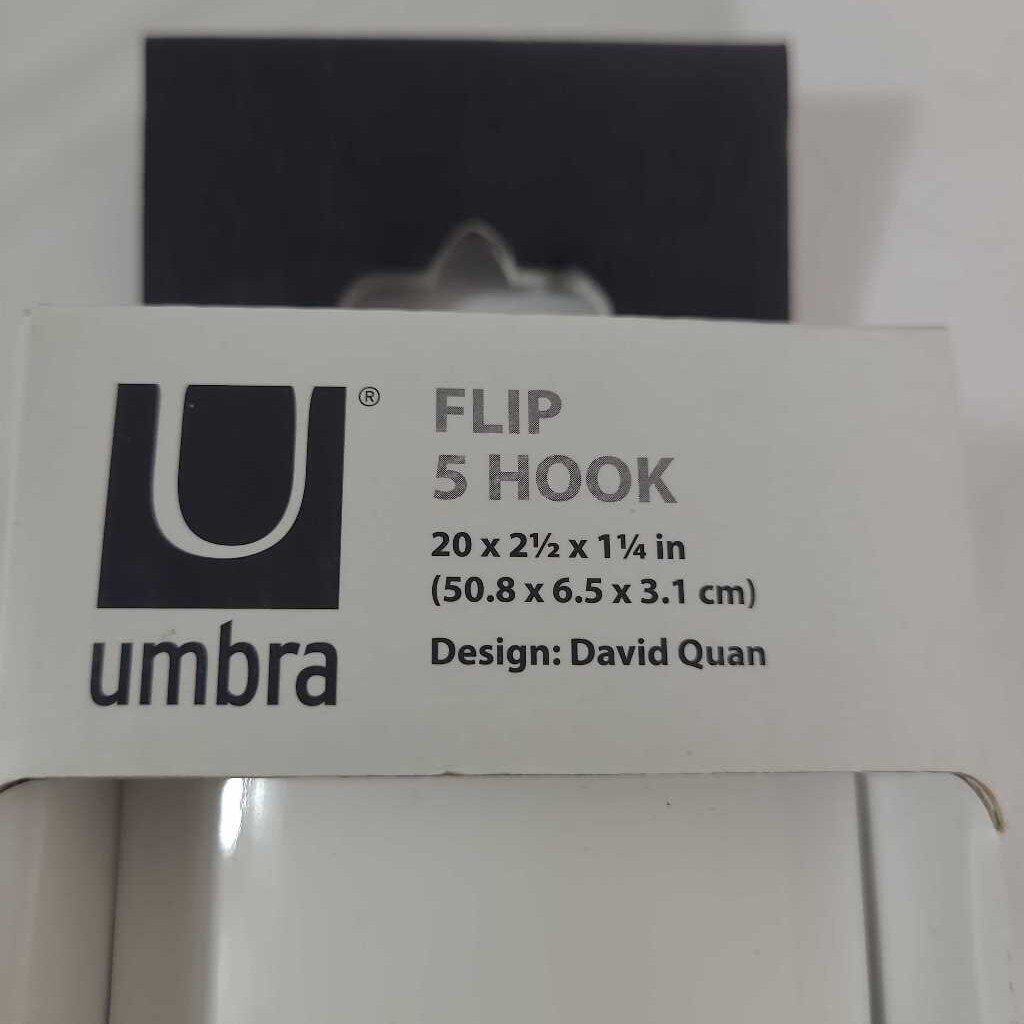 U ®
umbra
FLIP
5 HOOK
20 x 2½ x 1¼ in
(50.8 x 6.5 x 3.1 cm)
Design: David Quan